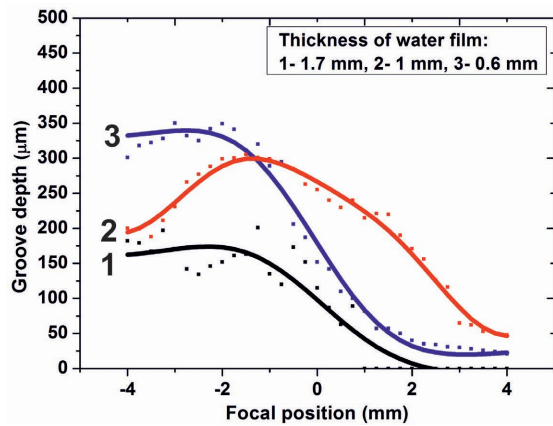 500
450
400
350
300
250
200
150
100
50
0
Groove depth (μm)
Thickness of water film:
1- 1.7 mm, 2- 1 mm, 3- 0.6 mm
3
2
1
-4 -2 0 2 4
Focal position (mm)